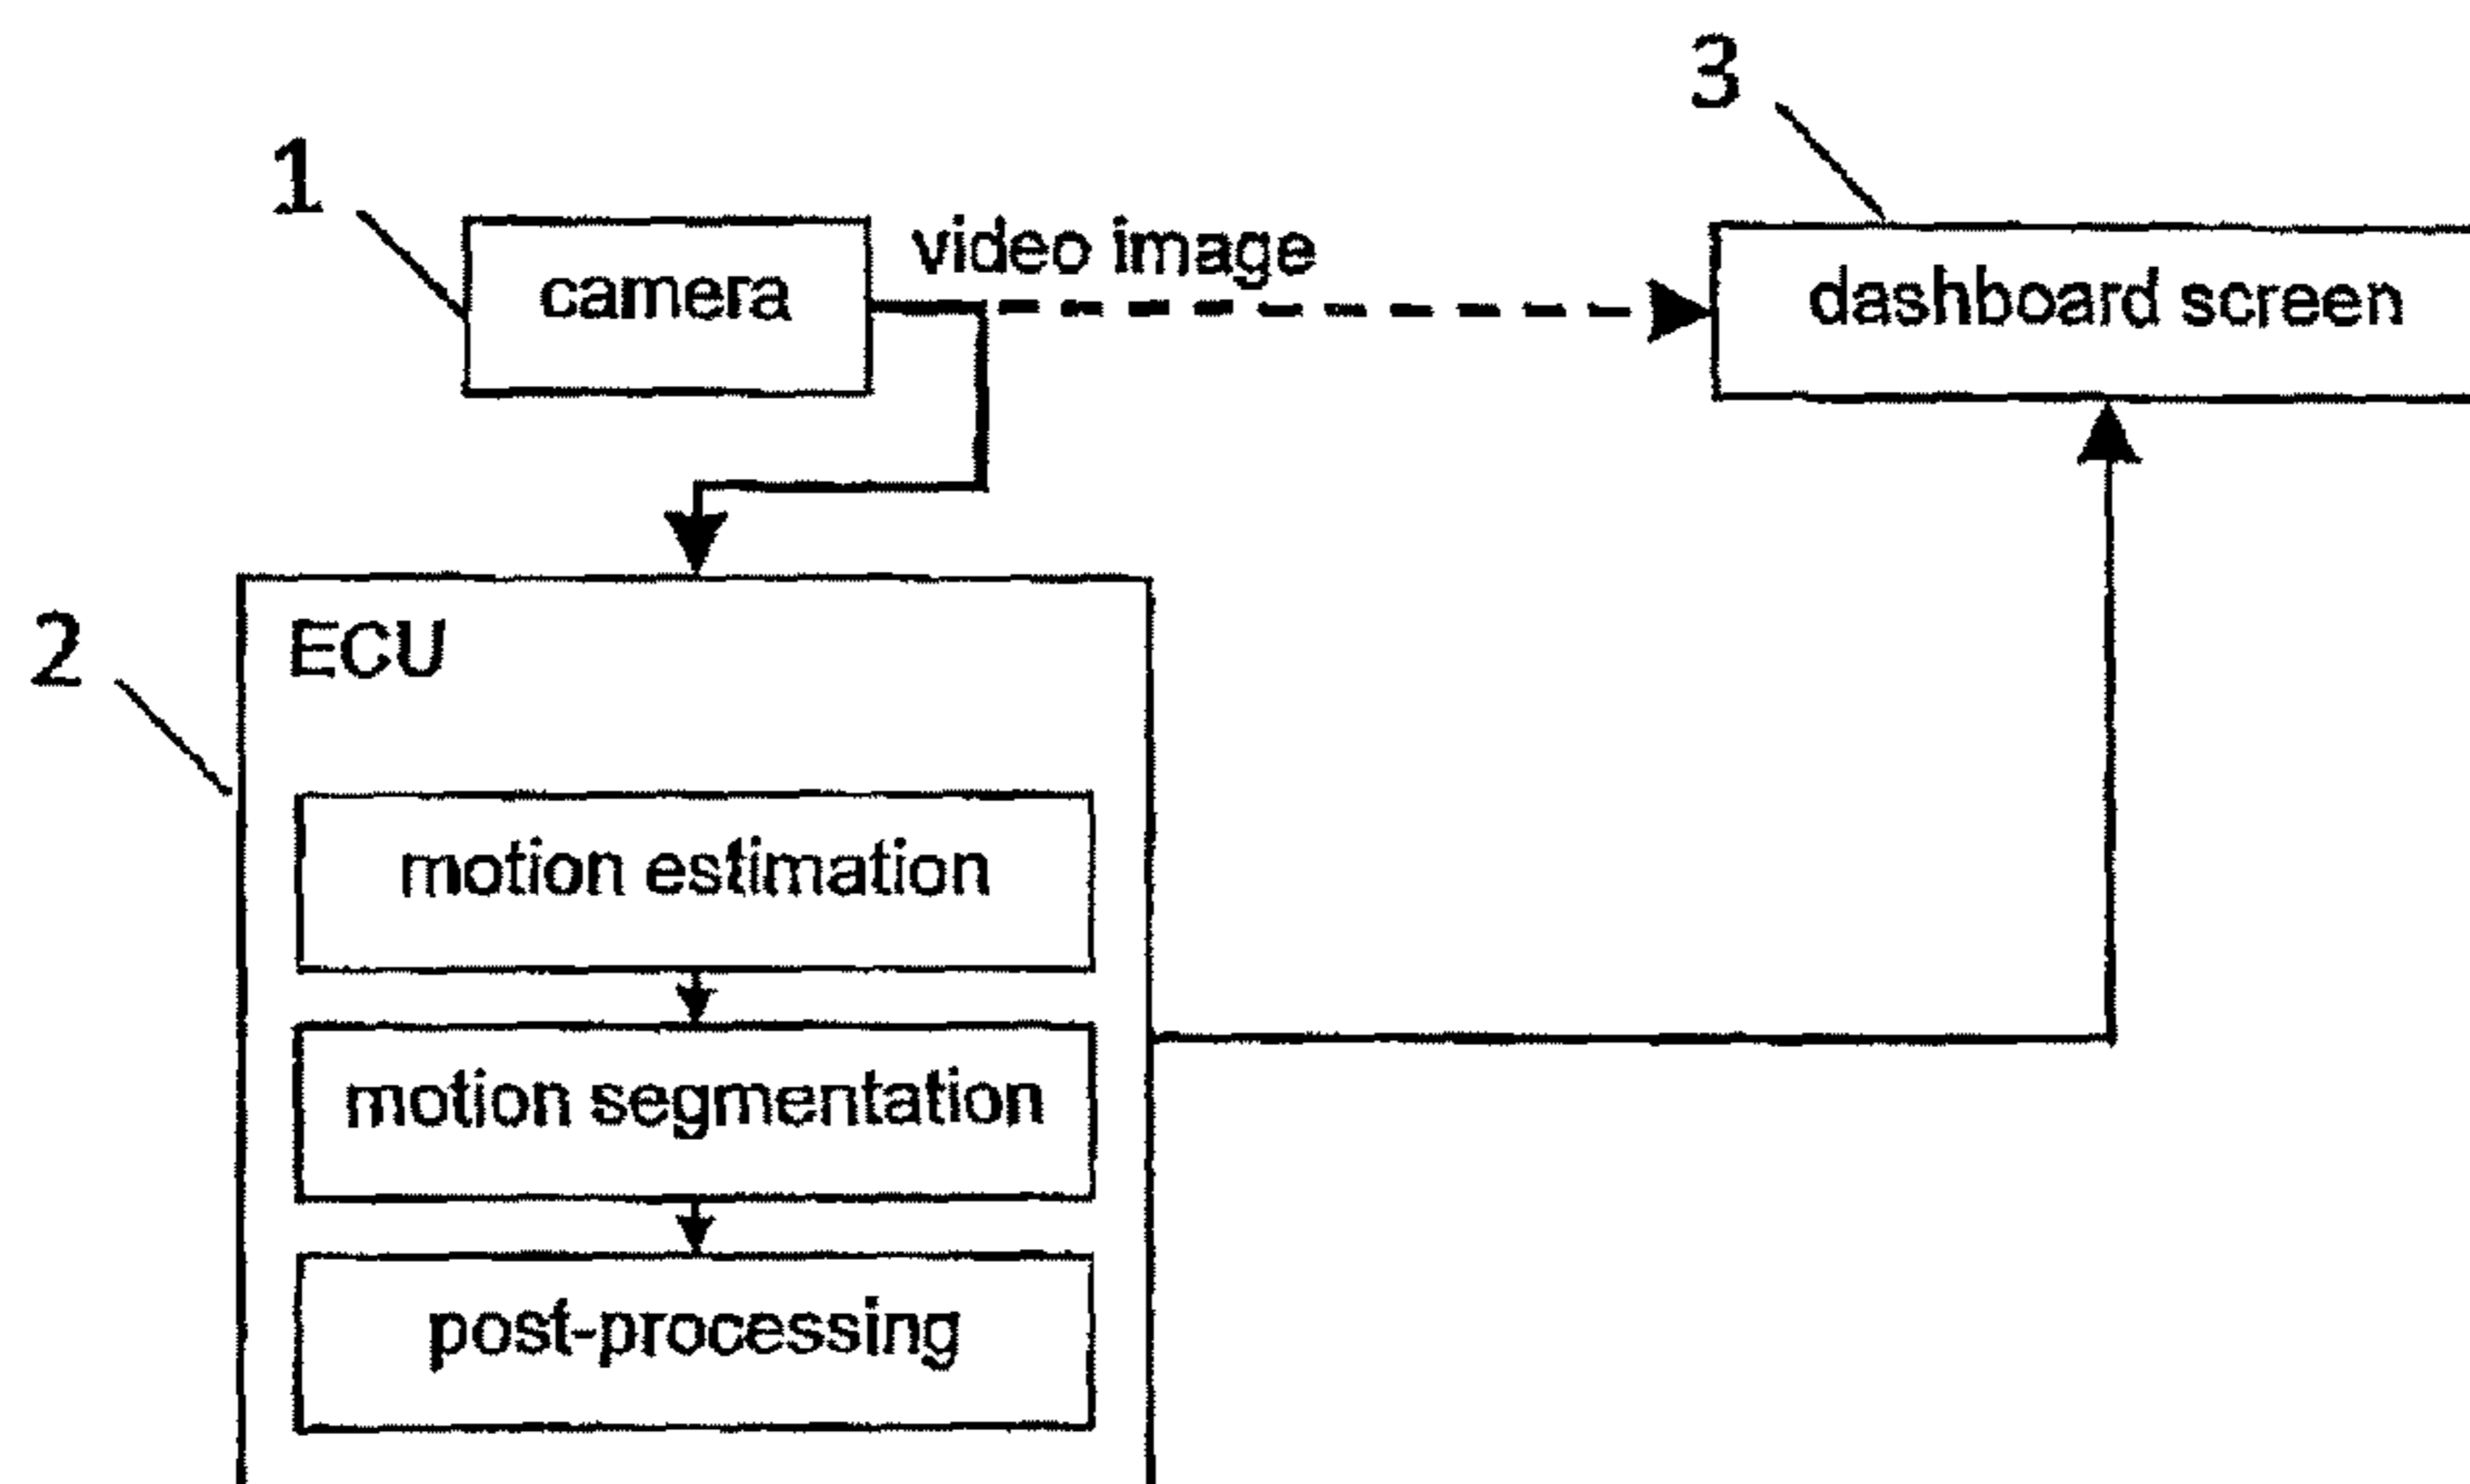 3
1
video image
camera
dashboard screen
2
ECU
motion estimation
motion segmentation
post-processing